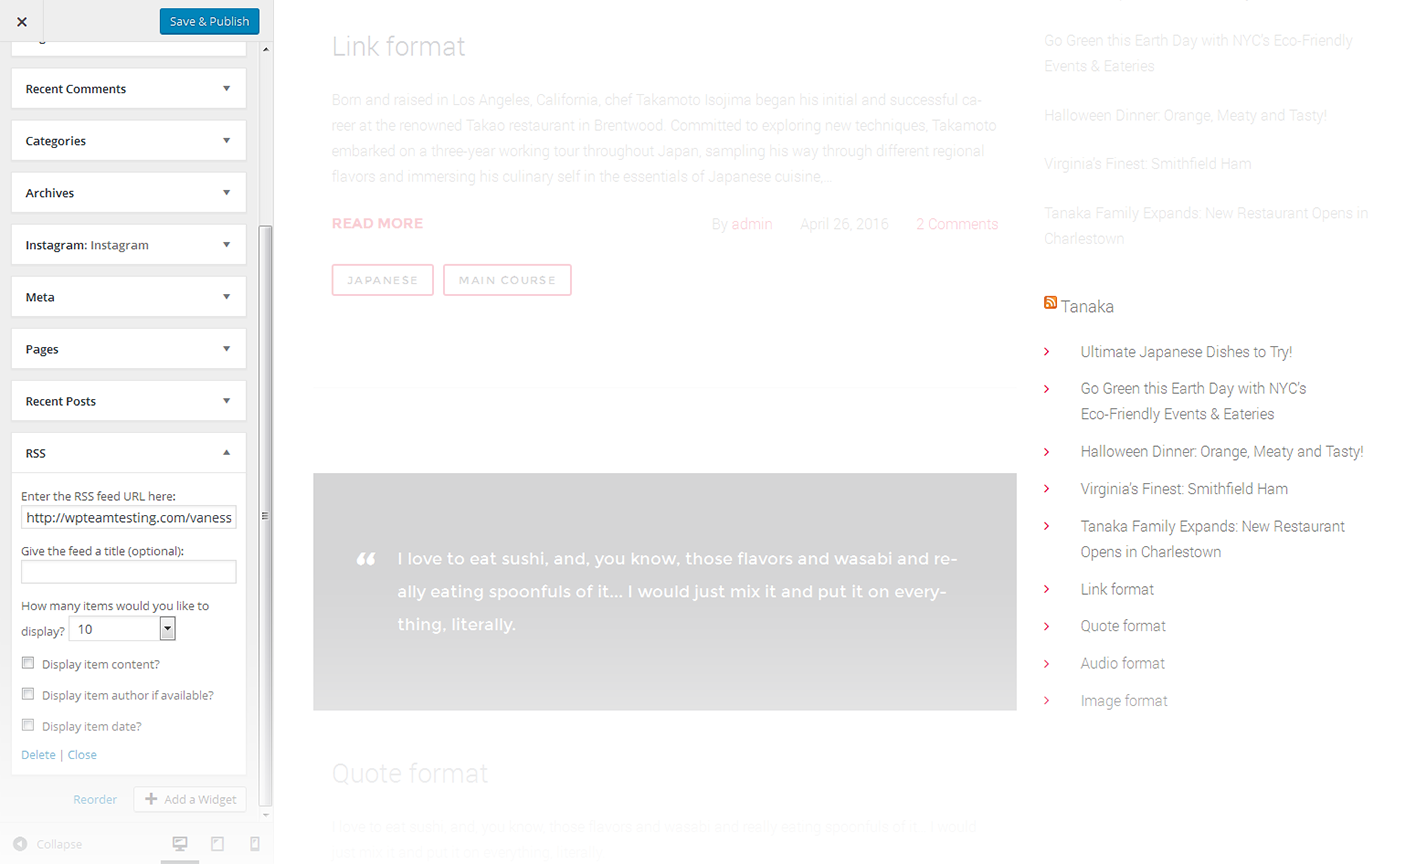 Save & Publish
Recent Comments
Categories
Archives
Instagram: Instagram
Meta
Pages
Recent Posts
RSS
Enter the RSS feed URL here:
http://wpteamtesting.com/vaness
Give the feed a title (optional):
How many items would you like to
display? 10
Display item content?
Display item author if available?
Display item date?
Delete | Close
Reorder
Add a Widget
Collapse
Link format
Born and raised in Los Angeles, California, chef Takamoto Isojima began his initial and successful ca-
reer at the renowned Takao restaurant in Brentwood. Committed to exploring new techniques, Takamoto
embarked on a three-year working tour throughout Japan, sampling his way through different regional
flavors and immersing his culinary self in the essentials of Japanese cuisine,...
READ MORE
By admin
April 26, 2016
2 Comments
JAPANESE
MAIN COURSE
“ I love to eat sushi, and, you know, those flavors and wasabi and re-
ally eating spoonfuls of it... I would just mix it and put it on every-
thing, literally.
Quote format
I love to eat sushi, and, you know, those flavors and wasabi and really eating spoonfuls of it... I would
just mix it and put it on everything, literally.
Go Green this Earth Day with NYC's Eco-Friendly
Events & Eateries
Halloween Dinner: Orange, Meaty and Tasty!
Virginia's Finest: Smithfield Ham
Tanaka Family Expands: New Restaurant Opens in
Charlestown
Tanaka
Ultimate Japanese Dishes to Try!
Go Green this Earth Day with NYC's
Eco-Friendly Events & Eateries
Halloween Dinner: Orange, Meaty and Tasty!
Virginia's Finest: Smithfield Ham
Tanaka Family Expands: New Restaurant
Opens in Charlestown
Link format
Quote format
Audio format
Image format